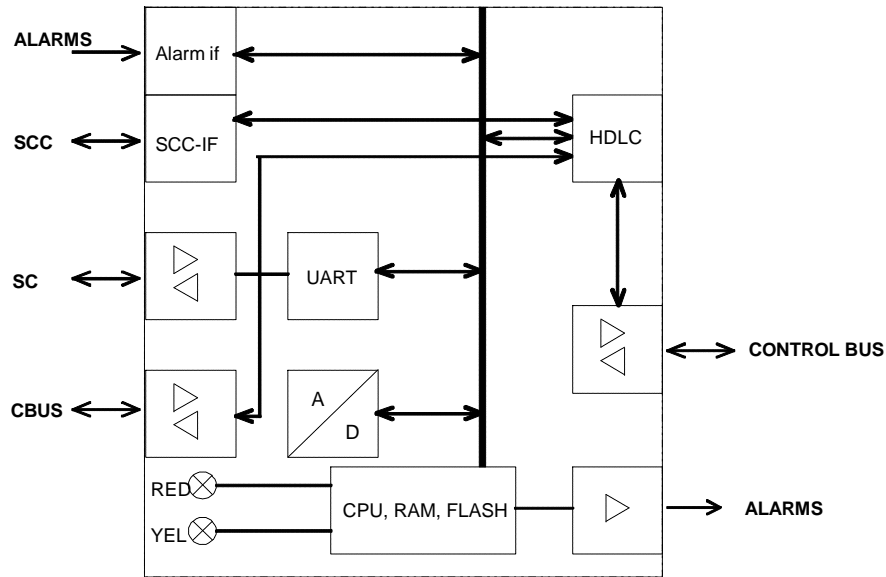 ALARMS
Alarm if
SCC
SCC-IF
HDLC
SC
UART
CONTROL BUS
CBUS
A
D
RED
YEL
CPU, RAM, FLASH
ALARMS